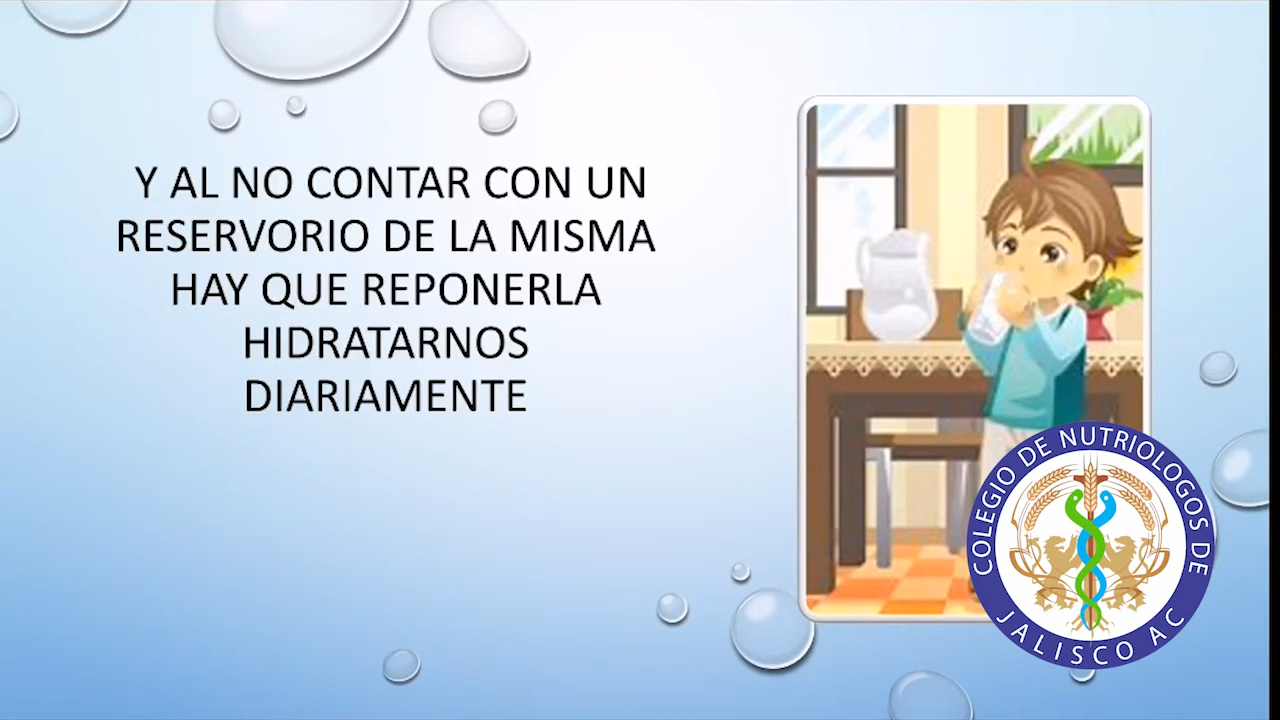 Y AL NO CONTAR CON UN
RESERVORIO DE LA MISMA
HAY QUE REPONERLA
HIDRATARNOS
DIARIAMENTE
COLEGIO DE NUTRIOLOGOS DE
JALISCO AC